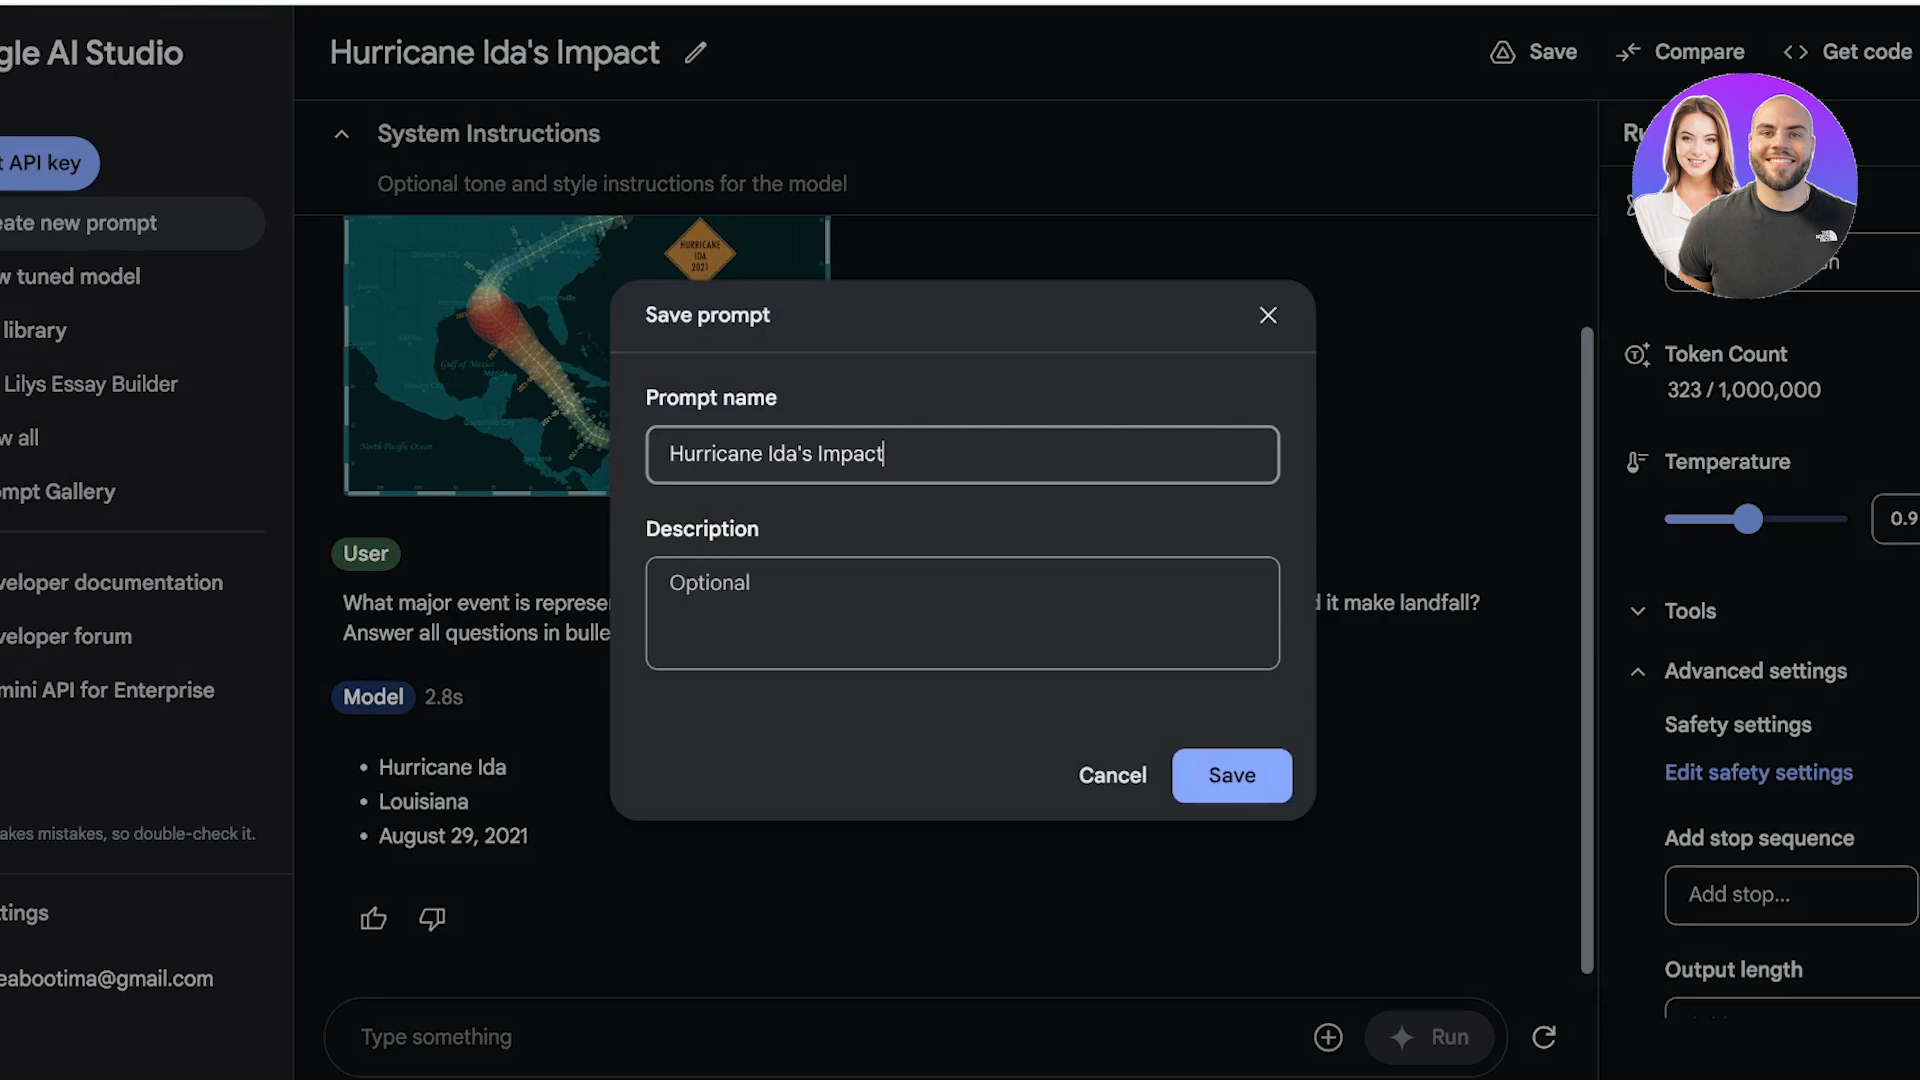 gle AI Studio
Hurricane Ida's Impact
Save
Compare
Get code
API key
eate new prompt
w tuned model
library
Lilys Essay Builder
w all
mpt Gallery
veloper documentation
veloper forum
mini API for Enterprise
akes mistakes, so double-check it.
tings
eabootima@gmail.com
System Instructions
Optional tone and style instructions for the model
HURRICANE
IDA
2021
Gulf of Mexico
North Pacific Ocean
User
What major event is represe
d it make landfall?
Answer all questions in bulle
Model 2.8s
• Hurricane Ida
• Louisiana
• August 29, 2021
Type something
Run
Save prompt
Prompt name
Hurricane Ida's Impact
Description
Optional
Cancel
Save
Token Count
323 / 1,000,000
Temperature
0.9
Tools
Advanced settings
Safety settings
Edit safety settings
Add stop sequence
Add stop...
Output length